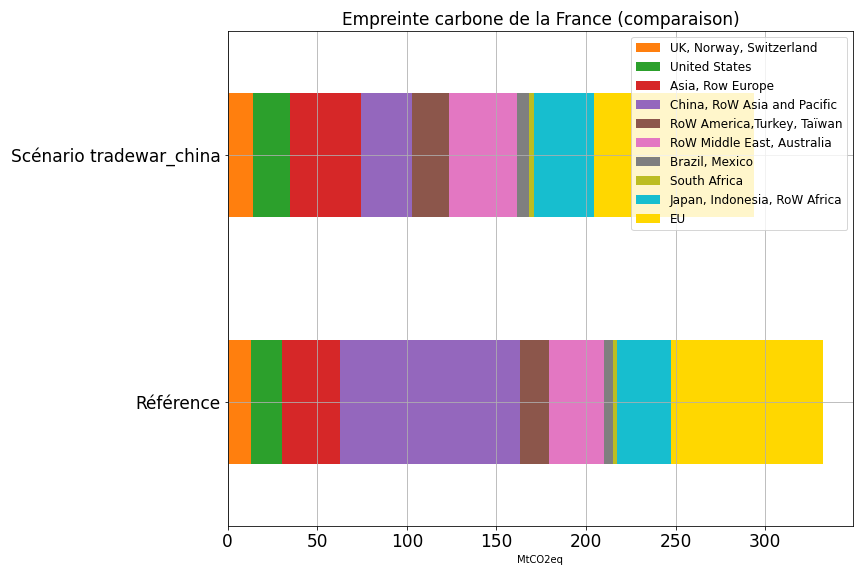 Empreinte carbone de la France (comparaison)
UK, Norway, Switzerland
United States
Asia, Row Europe
China, RoW Asia and Pacific
RoW America,Turkey, Taïwan
RoW Middle East, Australia
Brazil, Mexico
South Africa
Japan, Indonesia, RoW Africa
EU
Scénario tradewar_china
Référence
0 50 100 150 200 250 300
MtCO2eq